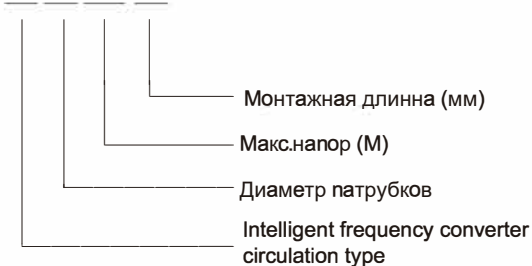 Монтажная длинна (мм)
Макс.напор (М)
Диаметр патрубков
Intelligent frequency converter
circulation type